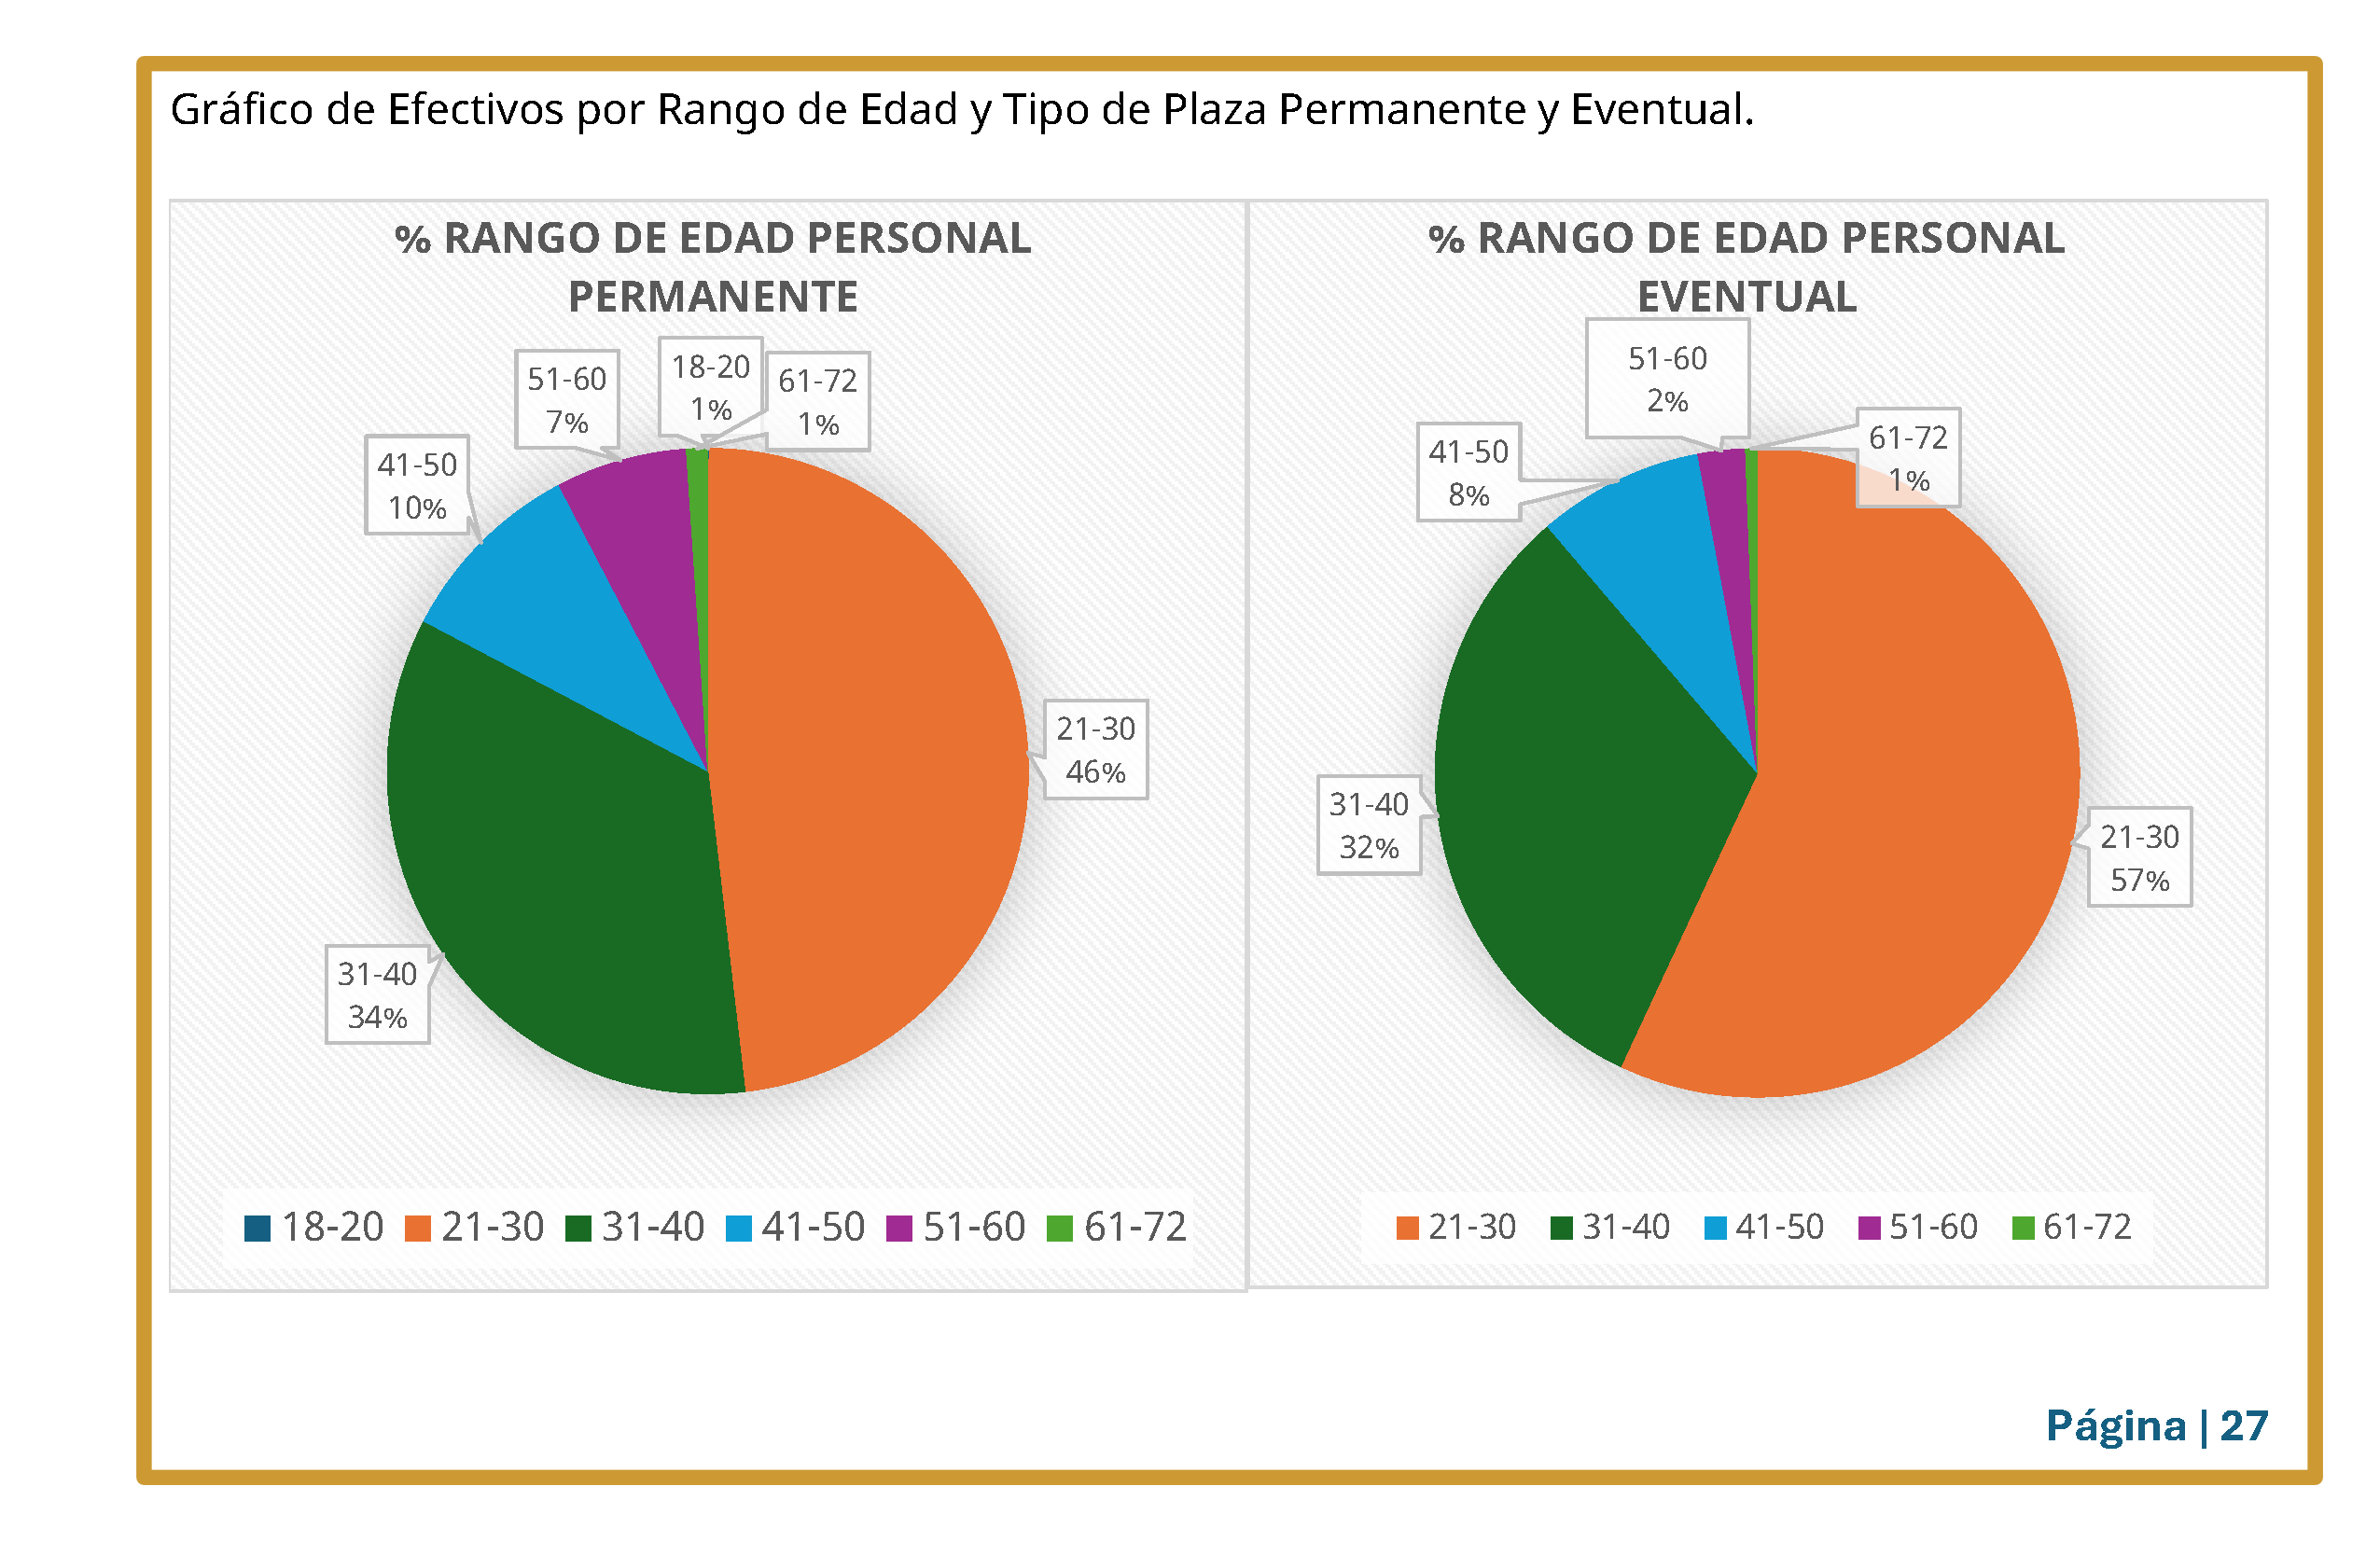 Gráfico de Efectivos por Rango de Edad y Tipo de Plaza Permanente y Eventual.
% RANGO DE EDAD PERSONAL
PERMANENTE
18-20
1%
61-72
1%
51-60
7%
41-50
10%
21-30
46%
31-40
34%
18-20 21-30 31-40 41-50 51-60 61-72
% RANGO DE EDAD PERSONAL
EVENTUAL
51-60
2%
61-72
1%
41-50
8%
31-40
32%
21-30
57%
21-30 31-40 41-50 51-60 61-72
Página | 27